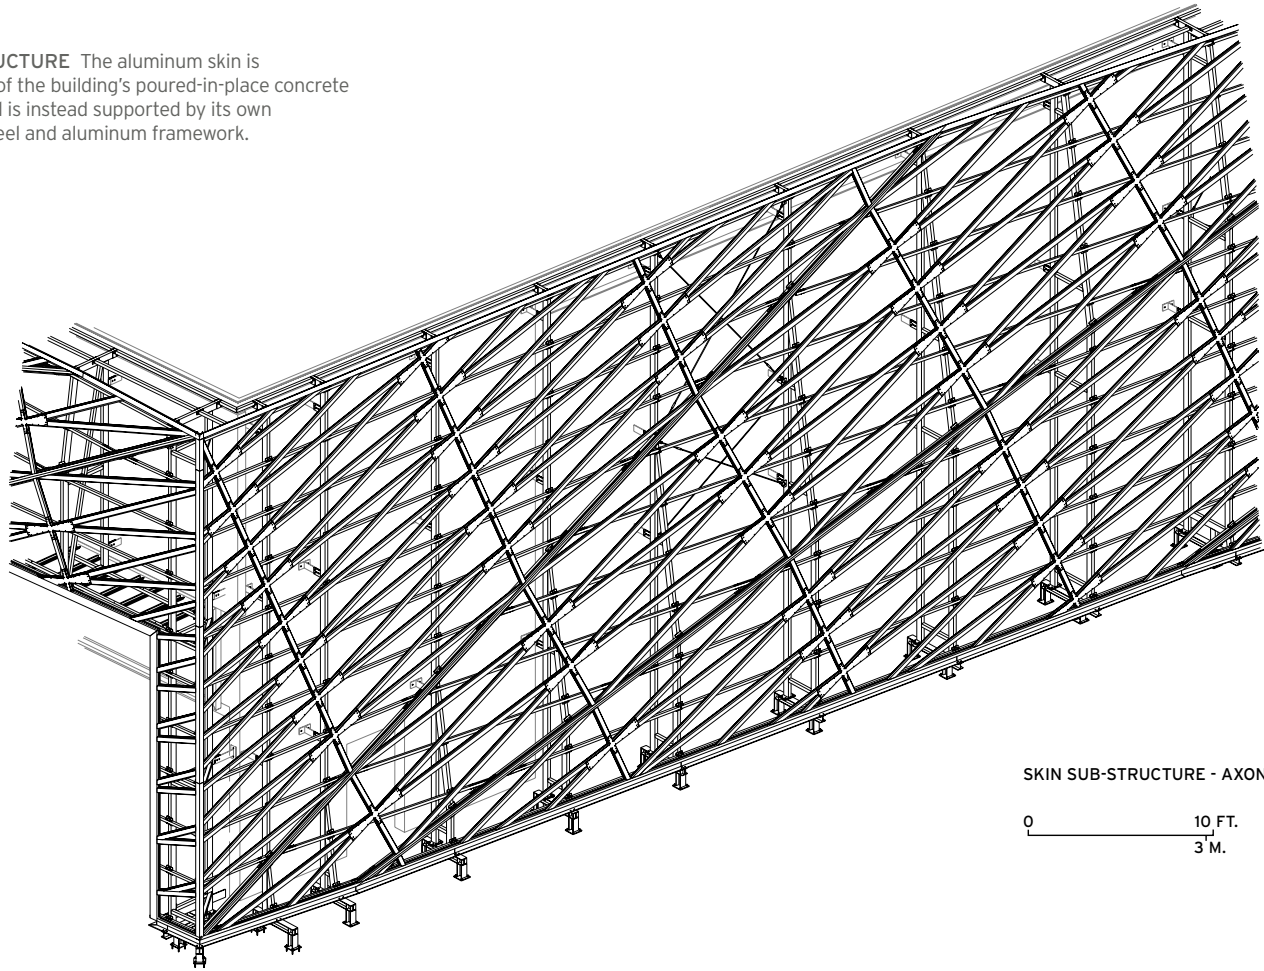 UCTURE The aluminum skin is
of the building's poured-in-place concrete
is instead supported by its own
eel and aluminum framework.
SKIN SUB-STRUCTURE - AXON
0 10 FT.
3 M.